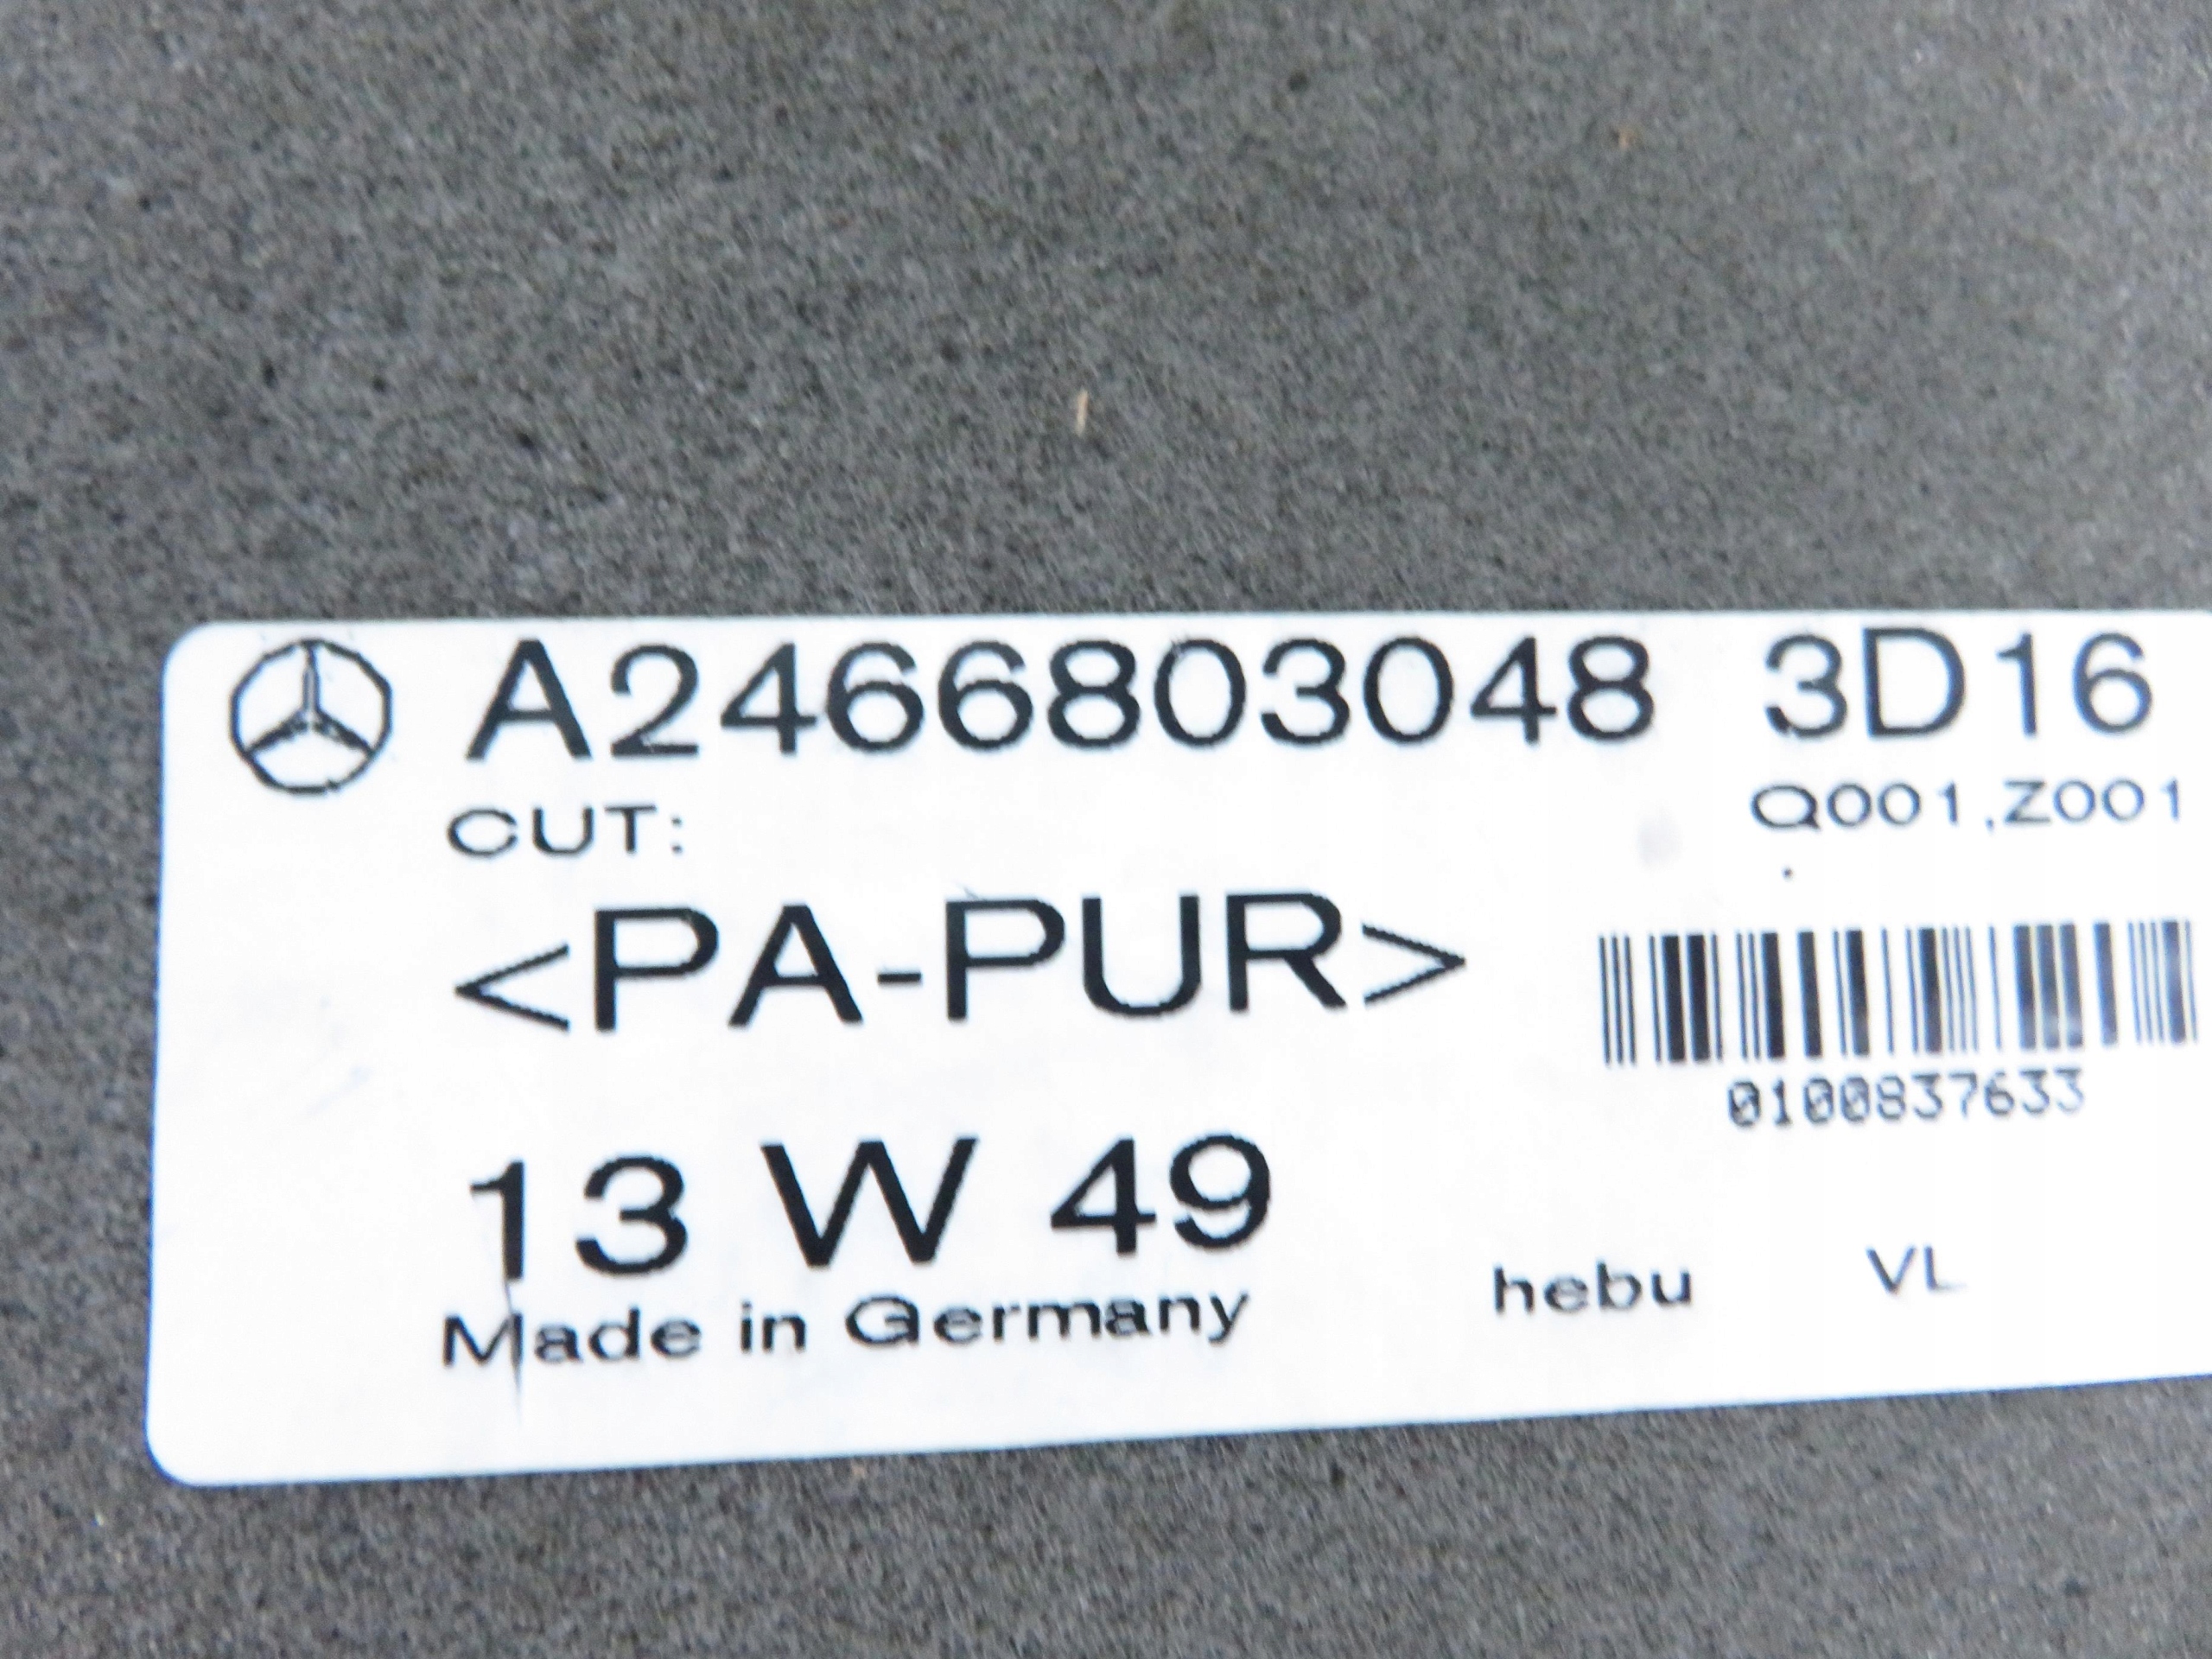 A2466803048 3D16
CUT: Q001,Z001
<PA-PUR>
0100837633
13 W 49
Made in Germany hebu VL